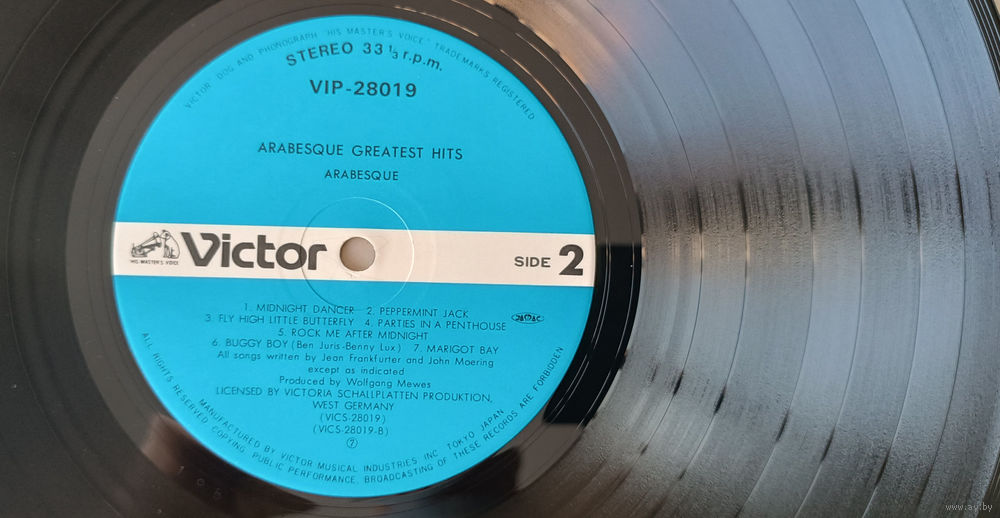 VICTOR DOG AND PHONOGRAPH "HIS MASTER'S VOICE" TRADEMARKS REGISTERED
STEREO 33 1/3 r.p.m.
VIP-28019
ARABESQUE GREATEST HITS
ARABESQUE
"HIS MASTER'S VOICE"
Victor
SIDE 2
1. MIDNIGHT DANCER 2. PEPPERMINT JACK
3. FLY HIGH LITTLE BUTTERFLY 4. PARTIES IN A PENTHOUSE
JASRAC
5. ROCK ME AFTER MIDNIGHT
6. BUGGY BOY (Ben Juris-Benny Lux) 7. MARIGOT BAY
All songs written by Jean Frankfurter and John Moering
except as indicated
Produced by Wolfgang Mewes
LICENSED BY VICTORIA SCHALLPLATTEN PRODUKTION,
WEST GERMANY
(VICS-28019)
(VICS-28019-B)
⑦
MANUFACTURED BY VICTOR MUSICAL INDUSTRIES INC. TOKYO JAPAN
ALL RIGHTS RESERVED COPYING, PUBLIC PERFORMANCE, BROADCASTING OF THESE RECORDS ARE FORBIDDEN
www.ay.by